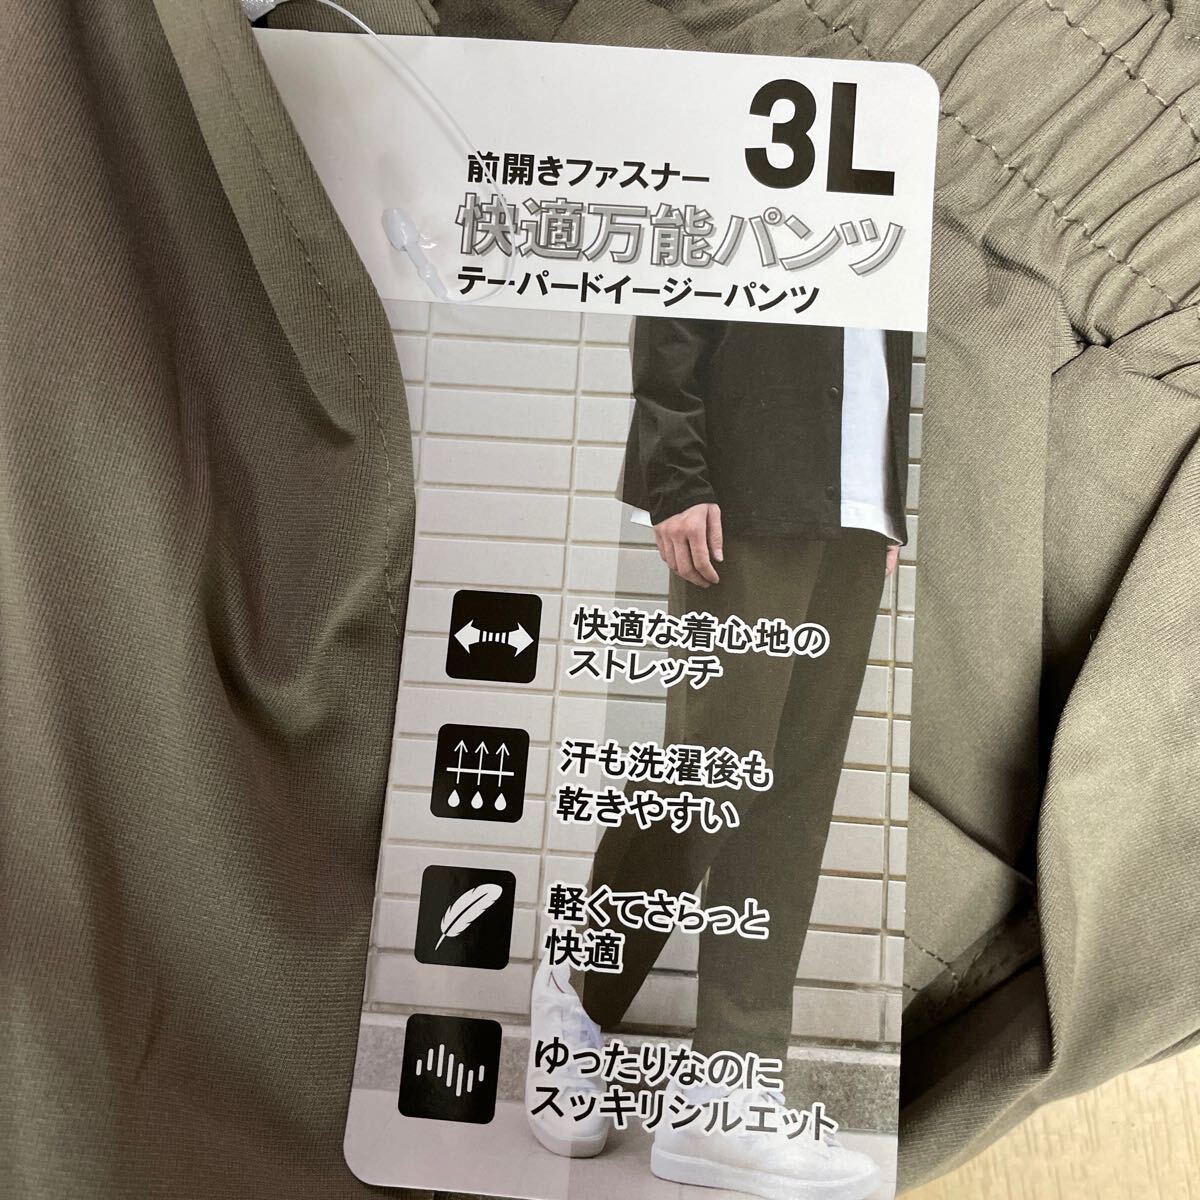 3L
前開きファスナー
快適万能パンツ
テーパードイージーパンツ
快適な着心地の
ストレッチ
汗も洗濯後も
乾きやすい
軽くてさらっと
快適
ゆったりなのに
スッキリシルエット